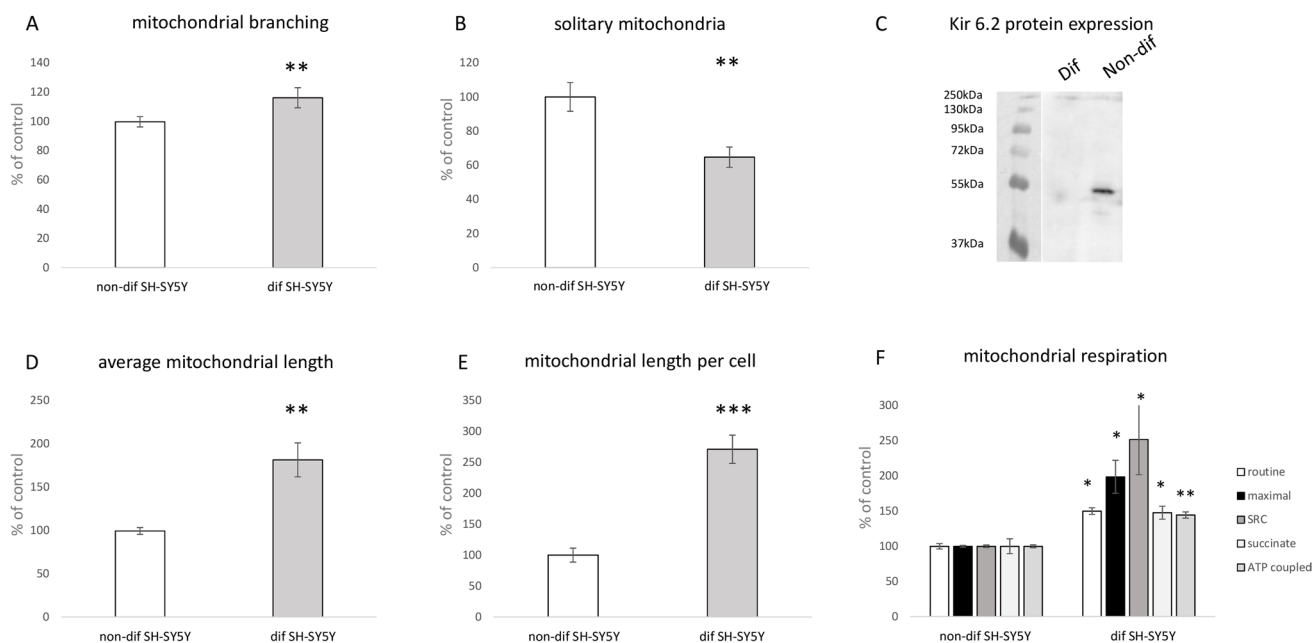 A mitochondrial branching
% of control
140
120
100
80
60
40
20
0
**
non-dif SH-SY5Y dif SH-SY5Y
B solitary mitochondria
% of control
120
100
80
60
40
20
0
**
non-dif SH-SY5Y dif SH-SY5Y
C Kir 6.2 protein expression
Dif Non-dif
250kDa
130kDa
95kDa
72kDa
55kDa
37kDa
D average mitochondrial length
% of control
250
200
150
100
50
0
**
non-dif SH-SY5Y dif SH-SY5Y
E mitochondrial length per cell
% of control
350
300
250
200
150
100
50
0
***
non-dif SH-SY5Y dif SH-SY5Y
F mitochondrial respiration
% of control
300
250
200
150
100
50
0
* * * * **
non-dif SH-SY5Y dif SH-SY5Y
routine
maximal
SRC
succinate
ATP coupled